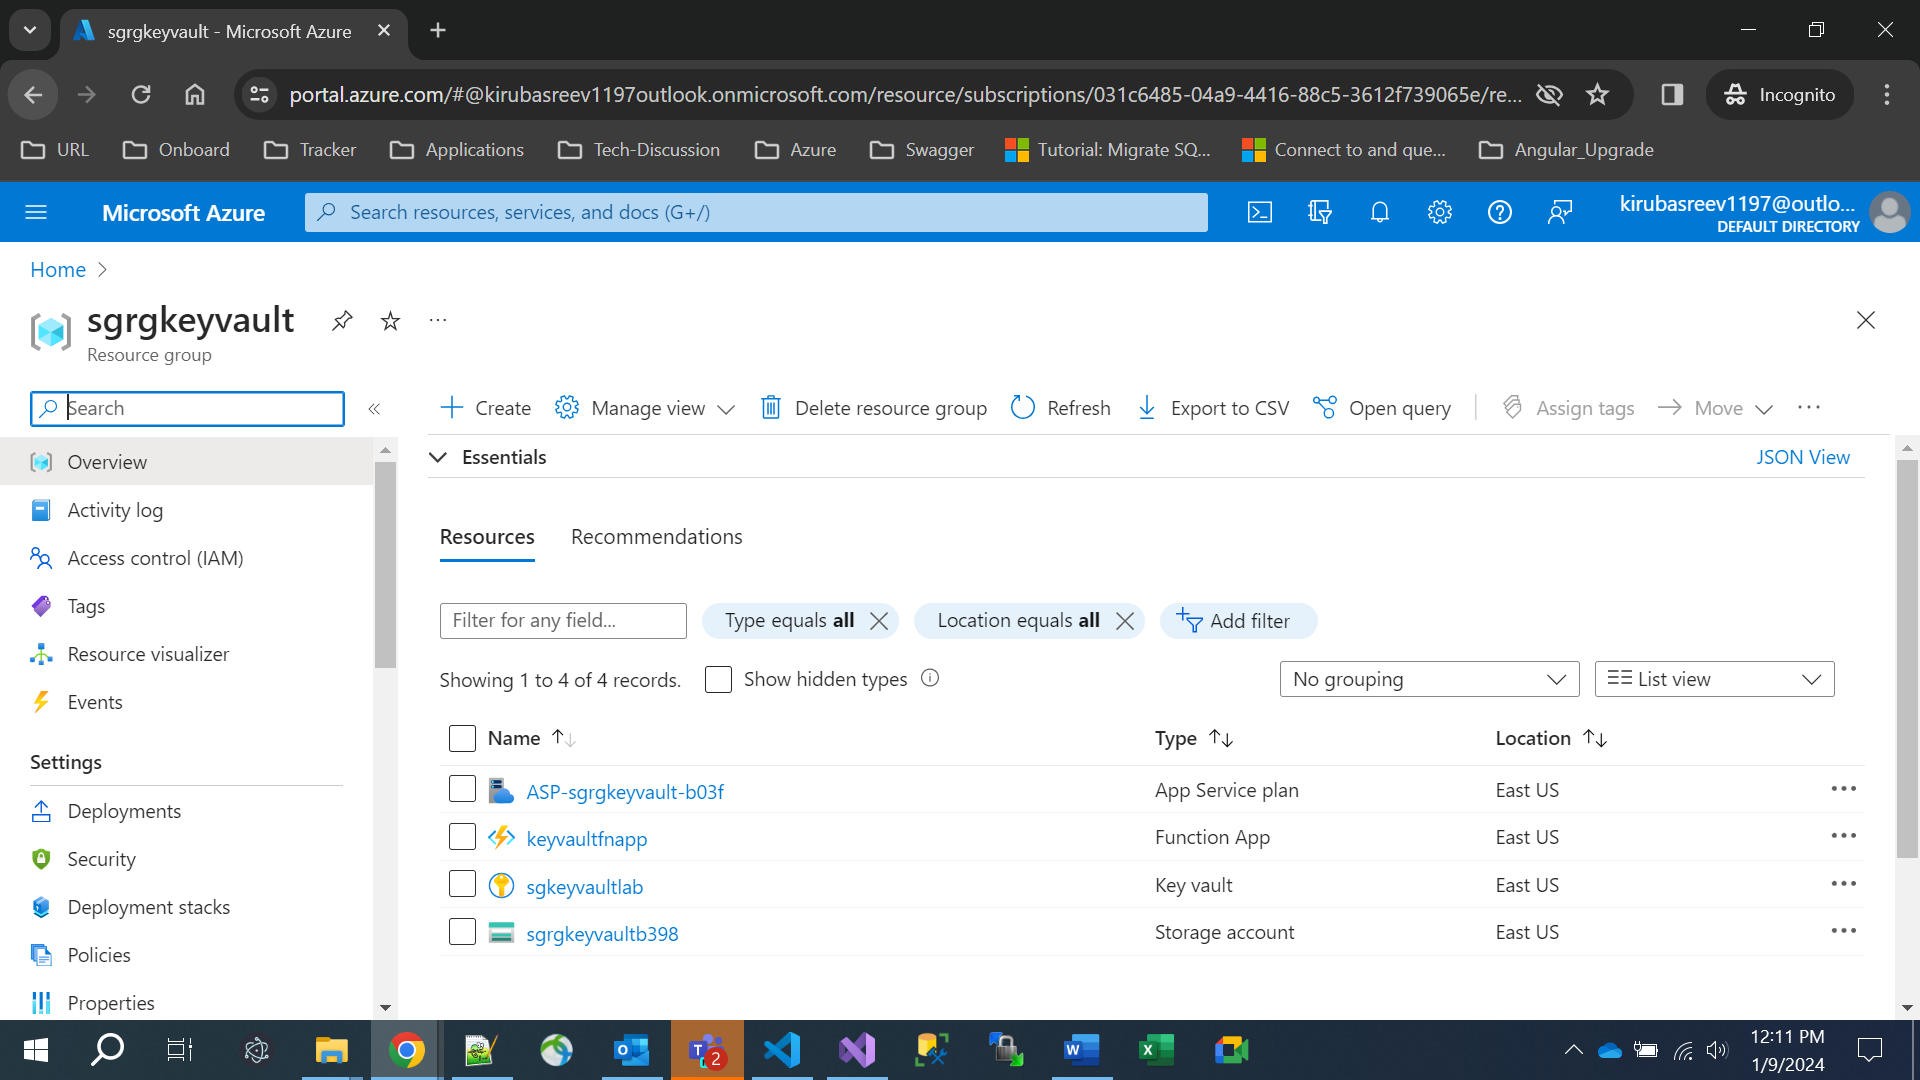 sgrgkeyvault - Microsoft Azure
portal.azure.com/#@kirubasreev1197outlook.onmicrosoft.com/resource/subscriptions/031c6485-04a9-4416-88c5-3612f739065e/re...
Incognito
URL
Onboard
Tracker
Applications
Tech-Discussion
Azure
Swagger
Tutorial: Migrate SQ...
Connect to and que...
Angular_Upgrade
Microsoft Azure
Search resources, services, and docs (G+/)
kirubasreev1197@outlo...
DEFAULT DIRECTORY
Home
sgrgkeyvault
...
Resource group
Search
Create
Manage view
Delete resource group
Refresh
Export to CSV
Open query
Assign tags
Move
...
Overview
Activity log
Access control (IAM)
Tags
Resource visualizer
Events
Settings
Deployments
Security
Deployment stacks
Policies
Properties
Essentials
JSON View
Resources
Recommendations
Filter for any field...
Type equals all
Location equals all
Add filter
Showing 1 to 4 of 4 records.
Show hidden types
No grouping
List view
Name
Type
Location
ASP-sgrgkeyvault-b03f
App Service plan
East US
keyvaultfnapp
Function App
East US
sgkeyvaultlab
Key vault
East US
sgrgkeyvaultb398
Storage account
East US
2
12:11 PM
1/9/2024